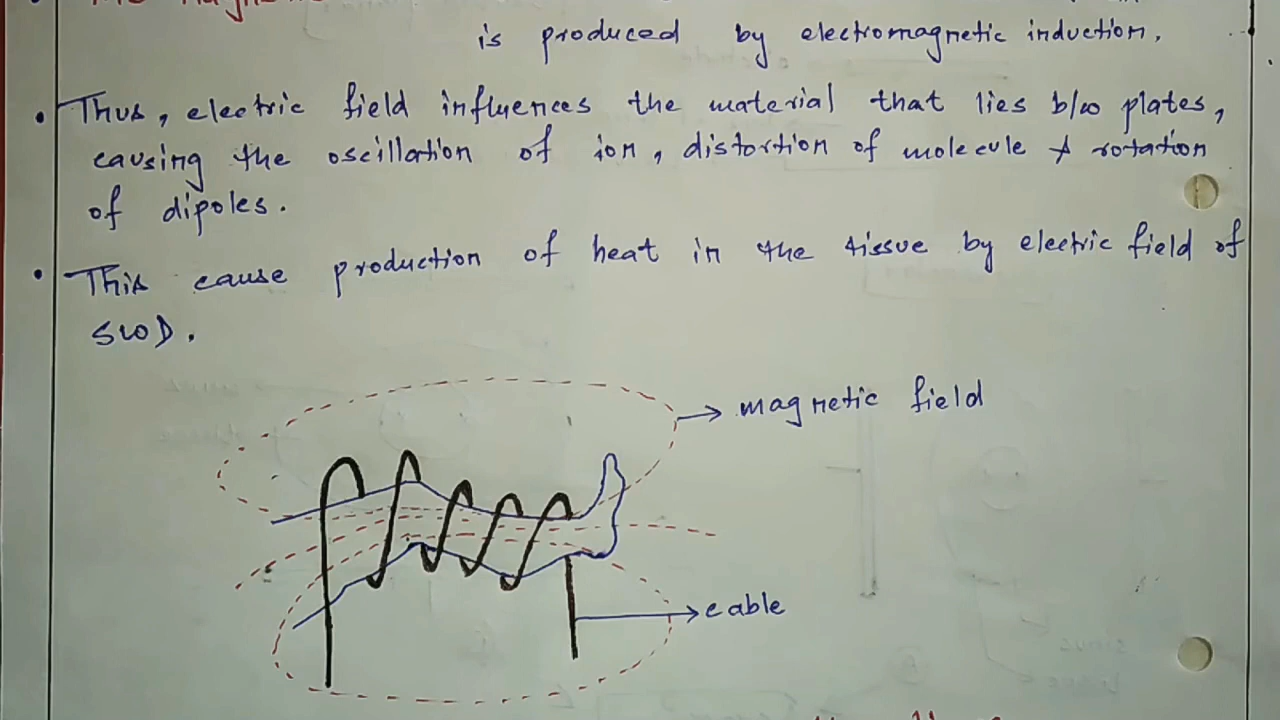 is produced by electromagnetic induction.
• Thus, electric field influences the material that lies b/w plates,
causing the oscillation of ion, distortion of molecule & rotation
of dipoles.
• This cause production of heat in the tissue by electric field of
SWD.
magnetic field
cable